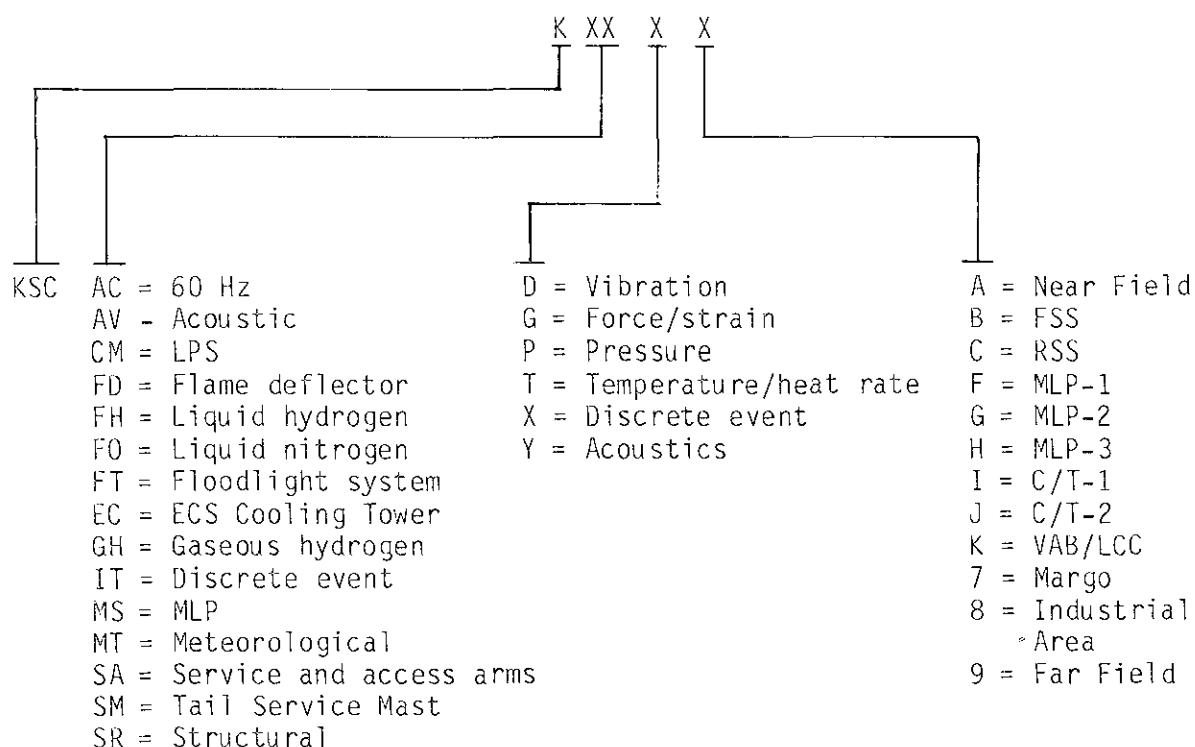 K XX X X
KSC AC = 60 Hz D = Vibration A = Near Field
AV - Acoustic G = Force/strain B = FSS
CM = LPS P = Pressure C = RSS
FD = Flame deflector T = Temperature/heat rate F = MLP-1
FH = Liquid hydrogen X = Discrete event G = MLP-2
FO = Liquid nitrogen Y = Acoustics H = MLP-3
FT = Floodlight system I = C/T-1
EC = ECS Cooling Tower J = C/T-2
GH = Gaseous hydrogen K = VAB/LCC
IT = Discrete event 7 = Margo
MS = MLP 8 = Industrial
MT = Meteorological Area
SA = Service and access arms 9 = Far Field
SM = Tail Service Mast
SR = Structural